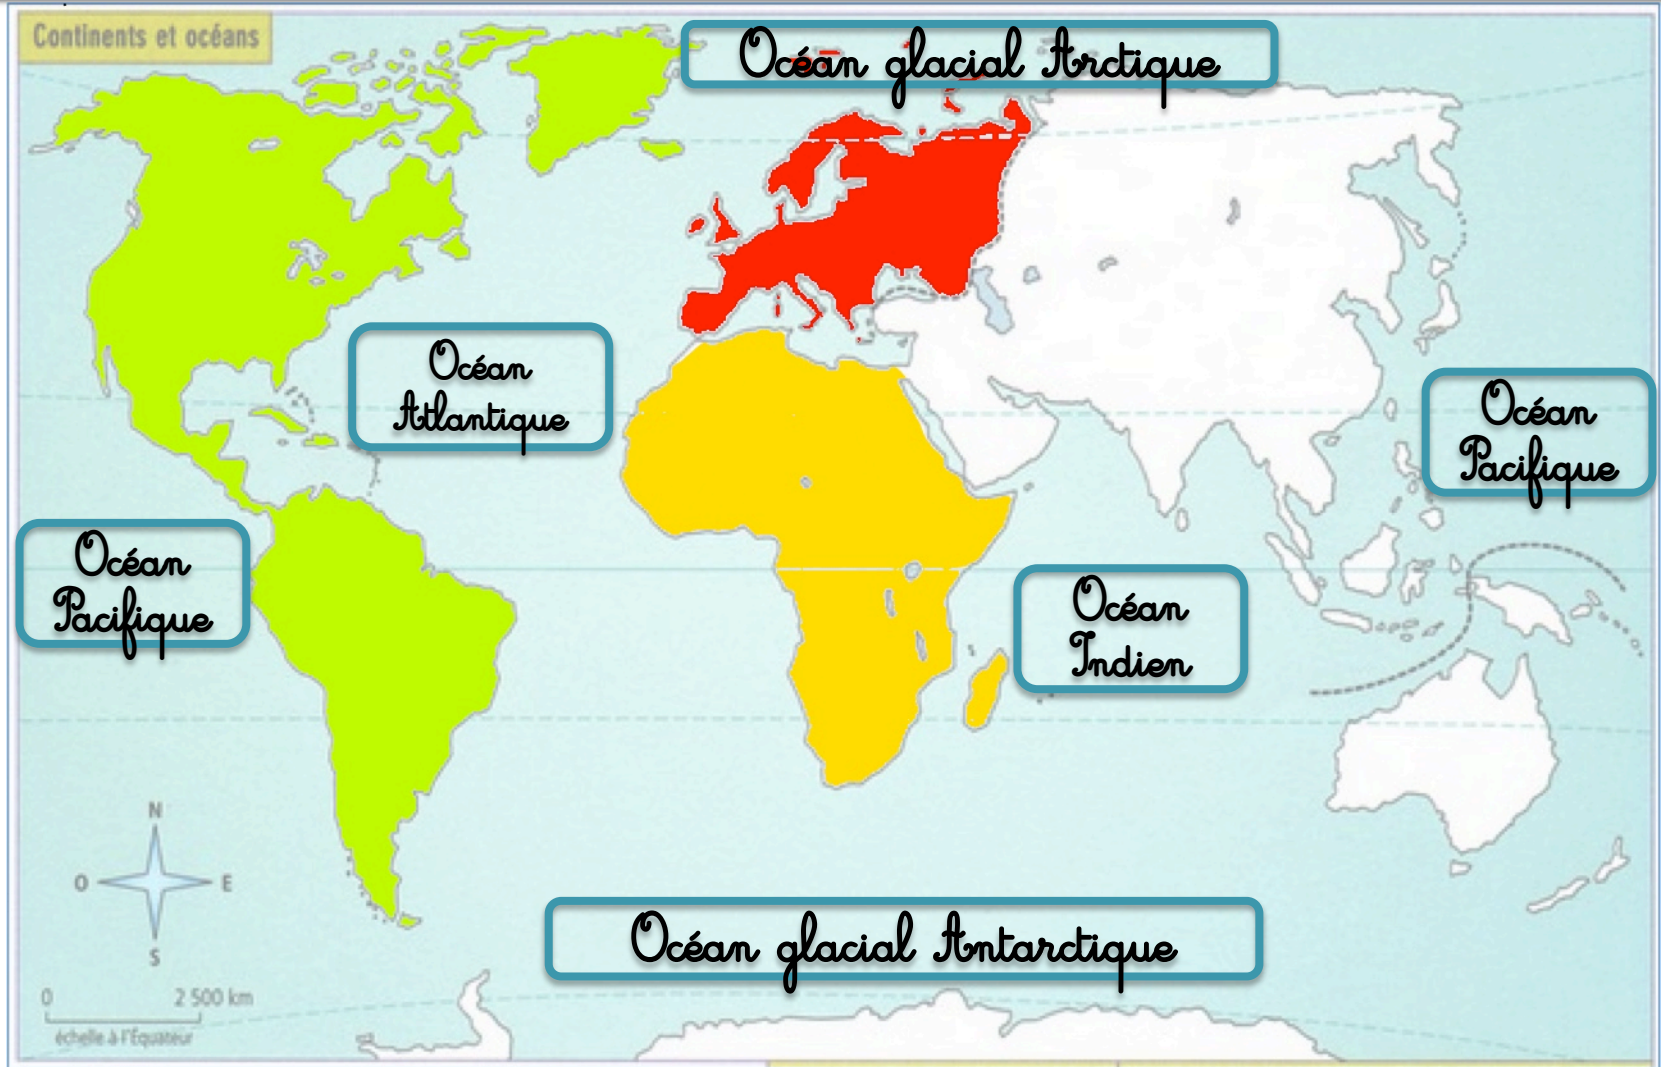 Continents et océans
Océan glacial Arctique
Océan
Atlantique
Océan
Pacifique
Océan
Pacifique
Océan
Indien
N
O
E
S
Océan glacial Antarctique
0
2 500 km
échelle à l'Équateur